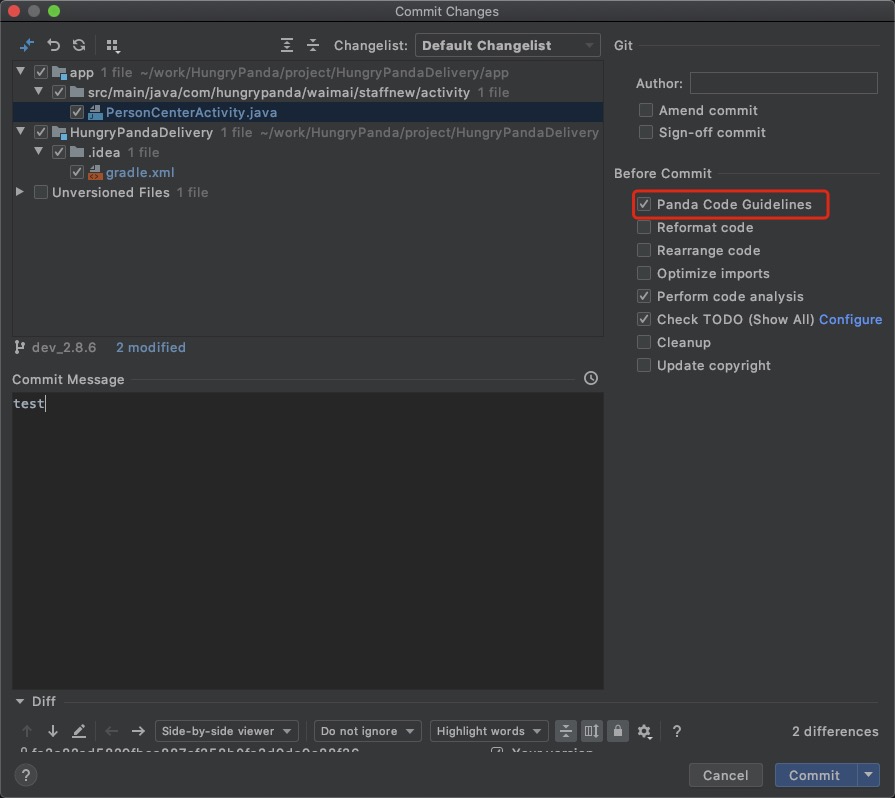 Commit Changes
Changelist: Default Changelist
app 1 file ~/work/HungryPanda/project/HungryPandaDelivery/app
src/main/java/com/hungrypanda/waimai/staffnew/activity 1 file
PersonCenterActivity.java
HungryPandaDelivery 1 file ~/work/HungryPanda/project/HungryPandaDelivery
.idea 1 file
gradle.xml
Unversioned Files 1 file
dev_2.8.6 2 modified
Commit Message
test
Git
Author:
Amend commit
Sign-off commit
Before Commit
Panda Code Guidelines
Reformat code
Rearrange code
Optimize imports
Perform code analysis
Check TODO (Show All) Configure
Cleanup
Update copyright
Diff
Side-by-side viewer Do not ignore Highlight words ? 2 differences
Your version
? Cancel Commit